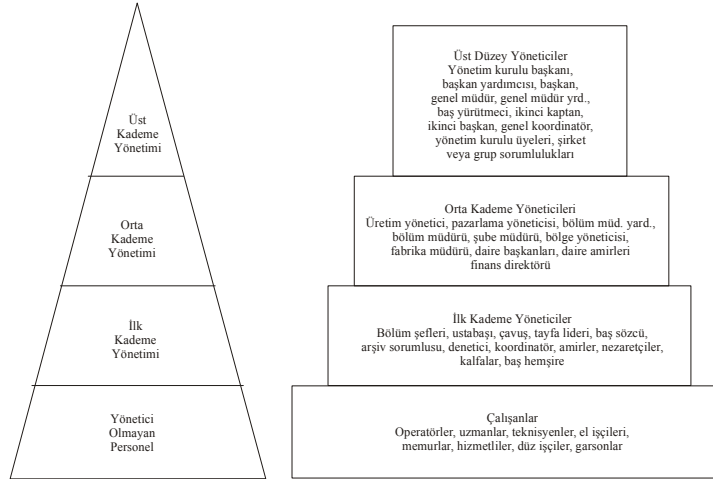 Üst
Kademe
Yönetimi
Orta
Kademe
Yönetimi
İlk
Kademe
Yönetimi
Yönetici
Olmayan
Personel
Üst Düzey Yöneticiler
Yönetim kurulu başkanı,
başkan yardımcısı, başkan,
genel müdür, genel müdür yrd.,
baş yürütmeci, ikinci kaptan,
ikinci başkan, genel koordinatör,
yönetim kurulu üyeleri, şirket
veya grup sorumlulukları
Orta Kademe Yöneticileri
Üretim yönetici, pazarlama yöneticisi, bölüm müd. yard.,
bölüm müdürü, şube müdürü, bölge yöneticisi,
fabrika müdürü, daire başkanları, daire amirleri
finans direktörü
İlk Kademe Yöneticiler
Bölüm şefleri, ustabaşı, çavuş, tayfa lideri, baş sözcü,
arşiv sorumlusu, denetici, koordinatör, amirler, nezaretçiler,
kalfalar, baş hemşire
Çalışanlar
Operatörler, uzmanlar, teknisyenler, el işçileri,
memurlar, hizmetliler, düz işçiler, garsonlar